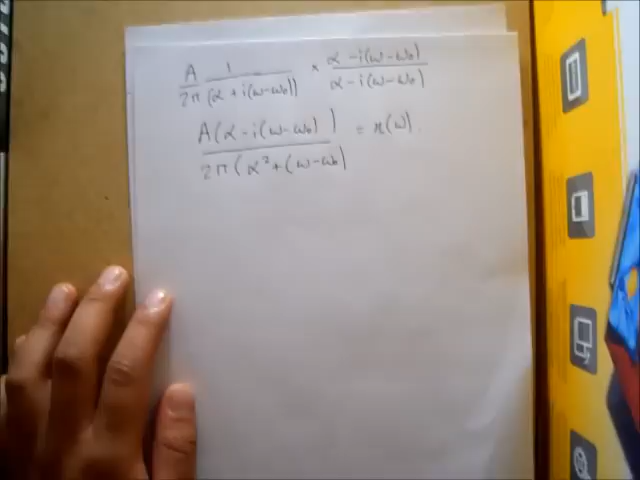 A/2π 1/(α + i(ω-ω₀)) × α - i(ω-ω₀)/α - i(ω-ω₀)
A(α - i(ω-ω₀))/2π(α² + (ω-ω₀) = x(ω).